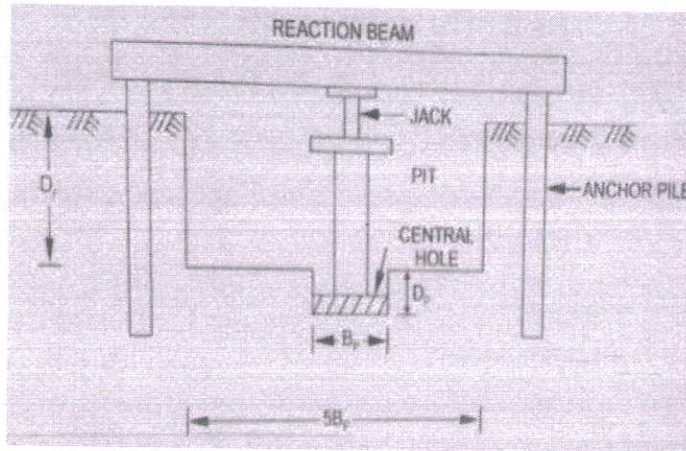 REACTION BEAM
JACK
PIT
ANCHOR PILE
CENTRAL
HOLE
Dₚ
Bₚ
5Bₚ